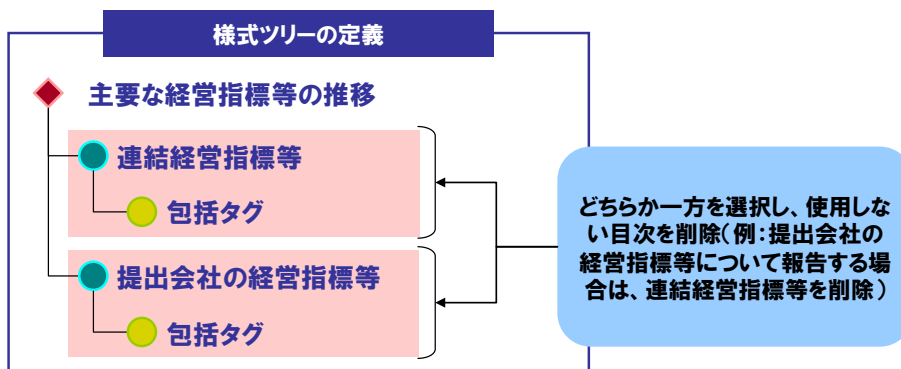 様式ツリーの定義
主要な経営指標等の推移
連結経営指標等
包括タグ
提出会社の経営指標等
包括タグ
どちらか一方を選択し、使用しな
い目次を削除(例:提出会社の
経営指標等について報告する場
合は、連結経営指標等を削除)